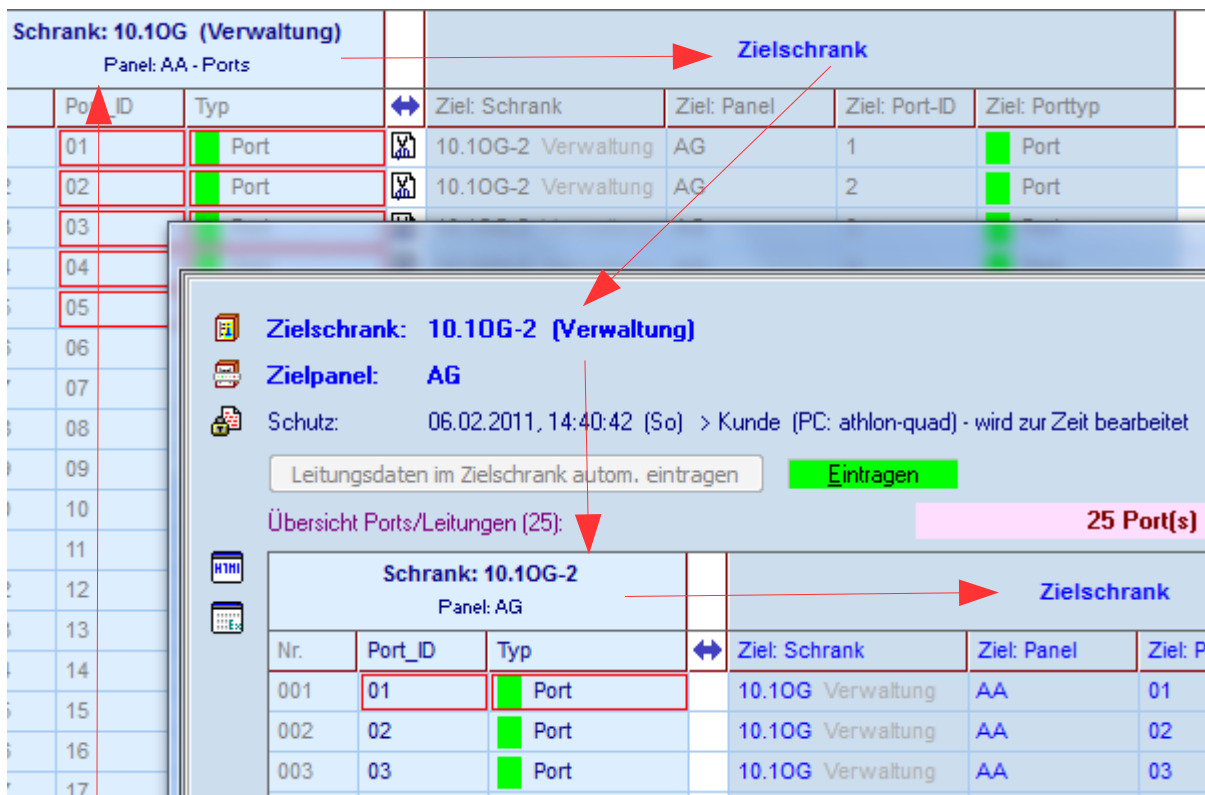 Schrank: 10.1OG (Verwaltung)
Panel: AA - Ports
Zielschrank
Port_ID Typ Ziel: Schrank Ziel: Panel Ziel: Port-ID Ziel: Porttyp
01 Port 10.1OG-2 Verwaltung AG 1 Port
02 Port 10.1OG-2 Verwaltung AG 2 Port
03
04
05
06
07
08
09
10
11
12
13
14
15
16
17
Zielschrank: 10.1OG-2 (Verwaltung)
Zielpanel: AG
Schutz: 06.02.2011, 14:40:42 (So) > Kunde (PC: athlon-quad) - wird zur Zeit bearbeitet
Leitungsdaten im Zielschrank autom. eintragen Eintragen
Übersicht Ports/Leitungen (25): 25 Port(s)
Schrank: 10.1OG-2
Panel: AG
Zielschrank
Nr. Port_ID Typ Ziel: Schrank Ziel: Panel Ziel: P
001 01 Port 10.1OG Verwaltung AA 01
002 02 Port 10.1OG Verwaltung AA 02
003 03 Port 10.1OG Verwaltung AA 03